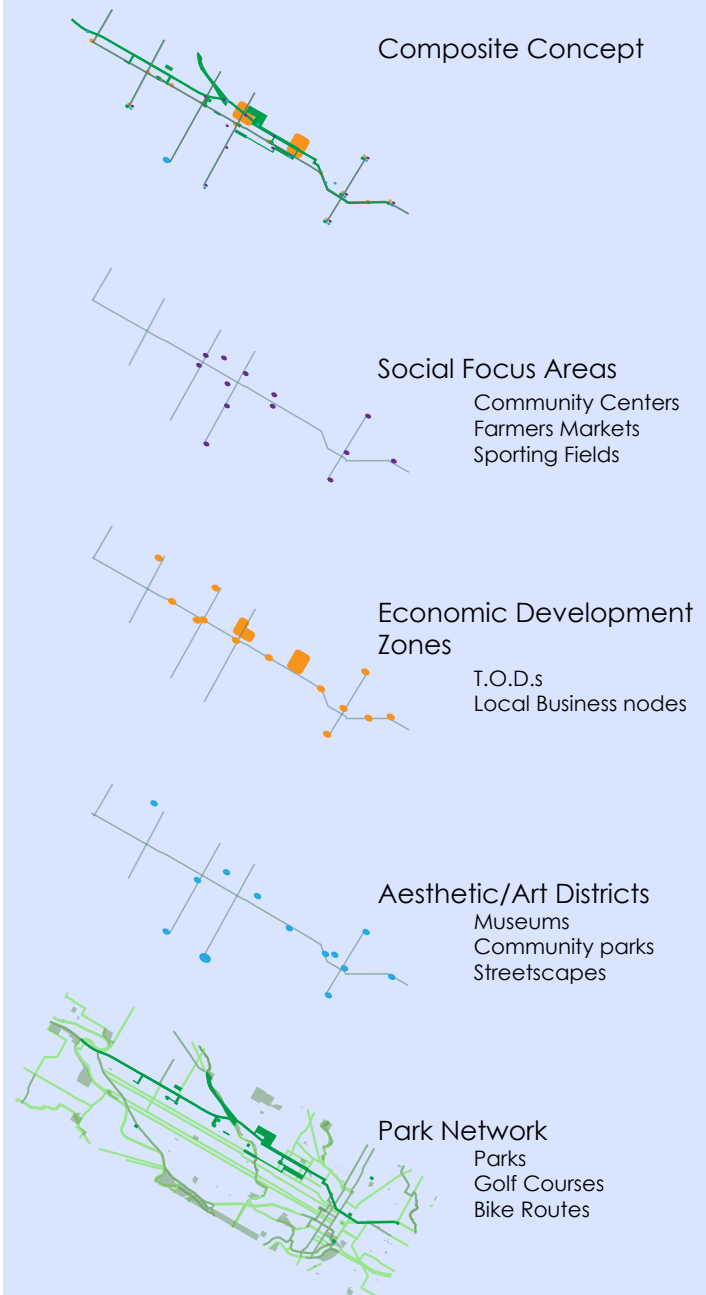 Composite Concept
Social Focus Areas
Community Centers
Farmers Markets
Sporting Fields
Economic Development
Zones
T.O.D.s
Local Business nodes
Aesthetic/Art Districts
Museums
Community parks
Streetscapes
Park Network
Parks
Golf Courses
Bike Routes